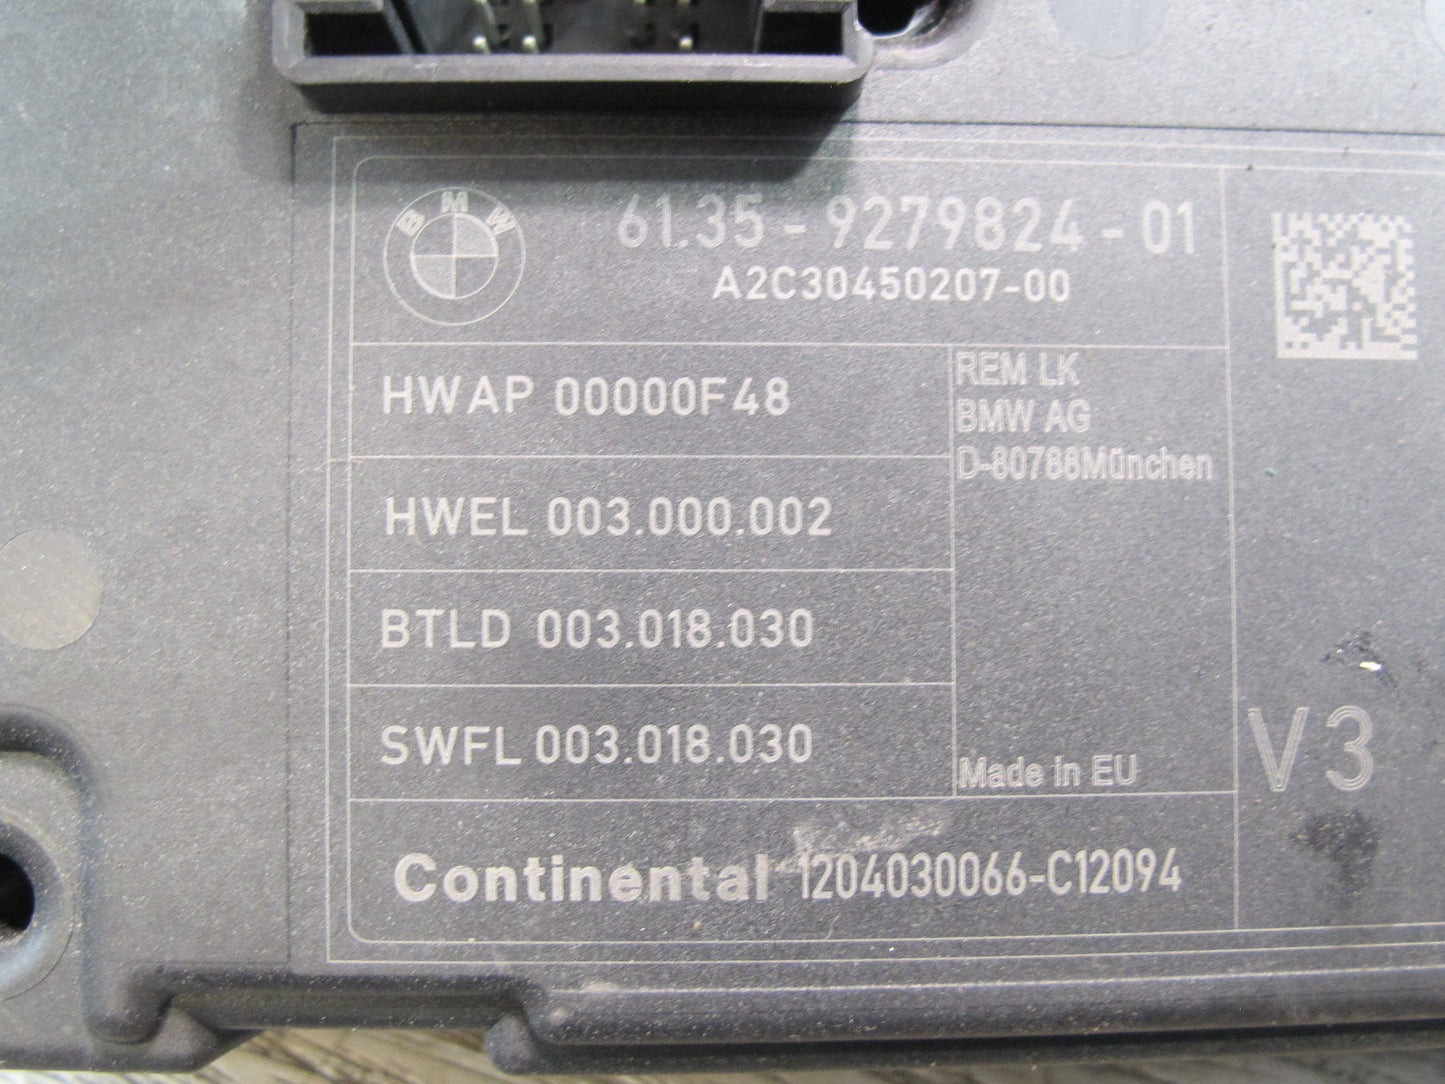 BMW
61.35 - 9279824 - 01
A2C30450207-00
HWAP 00000F48
REM LK
BMW AG
D-80788München
HWEL 003.000.002
BTLD 003.018.030
SWFL 003.018.030
Made in EU
V3
Continental 1204030066-C12094